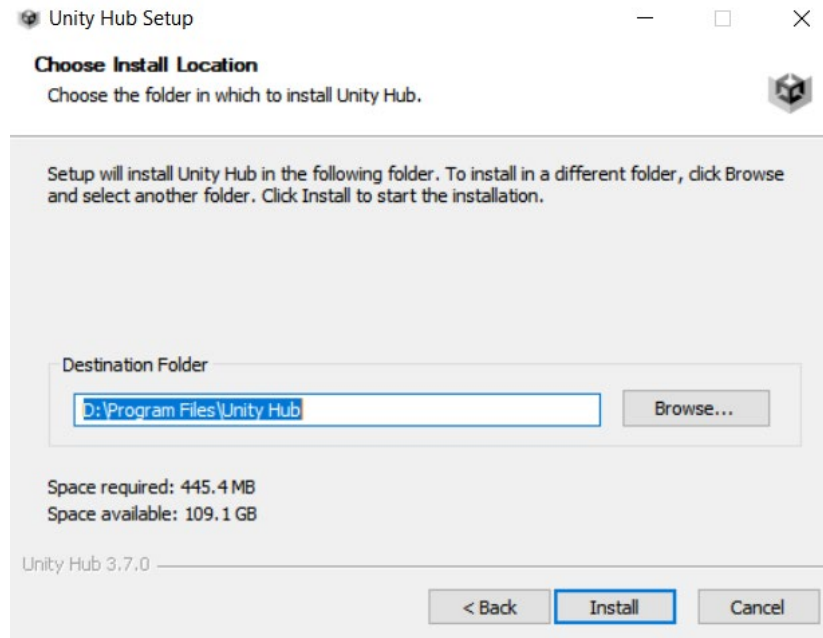 Unity Hub Setup
Choose Install Location
Choose the folder in which to install Unity Hub.
Setup will install Unity Hub in the following folder. To install in a different folder, click Browse
and select another folder. Click Install to start the installation.
Destination Folder
D:\Program Files\Unity Hub
Browse...
Space required: 445.4 MB
Space available: 109.1 GB
Unity Hub 3.7.0
< Back
Install
Cancel